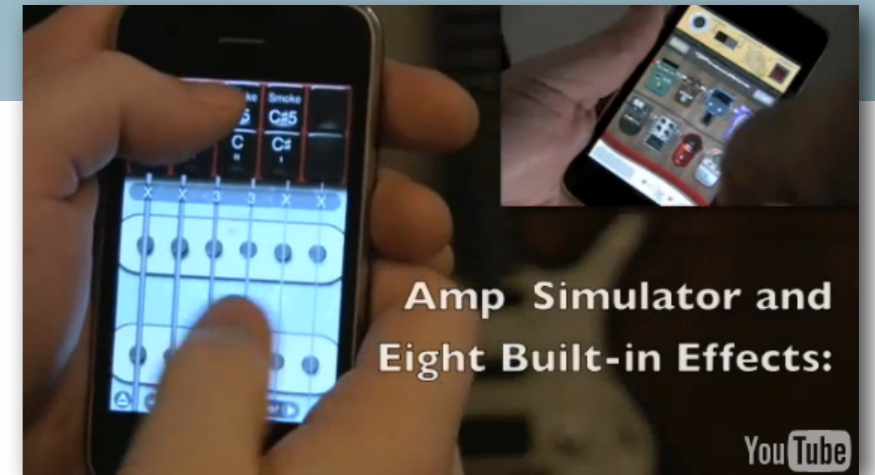 Smoke
C#5
C
C#
X X 3 3 X X
Amp Simulator and
Eight Built-in Effects:
YouTube